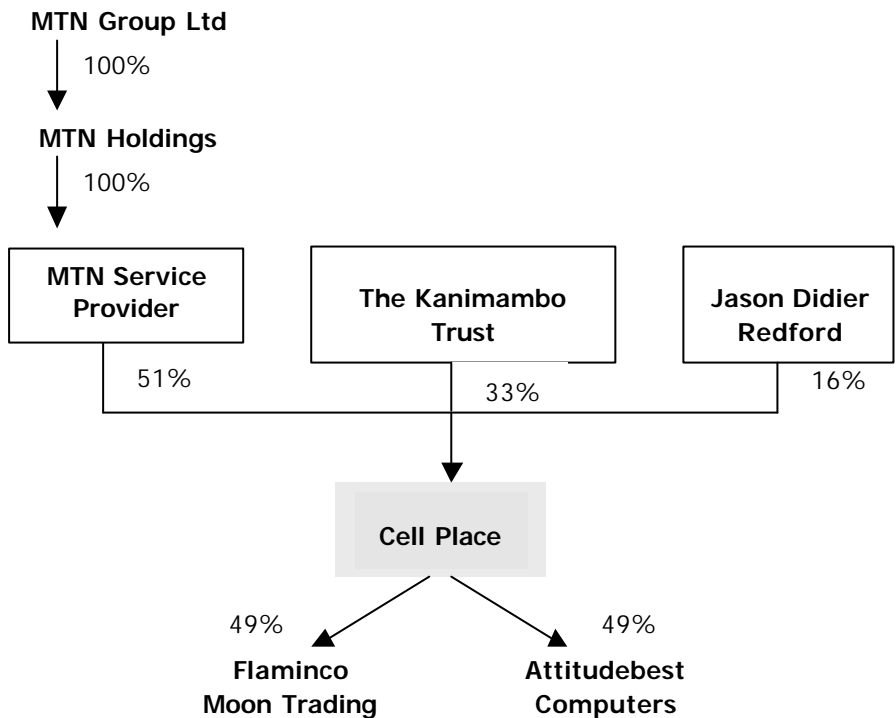 MTN Group Ltd
100%
MTN Holdings
100%
MTN Service
Provider
The Kanimambo
Trust
Jason Didier
Redford
51%
33%
16%
Cell Place
49%
49%
Flaminco
Moon Trading
Attitudebest
Computers